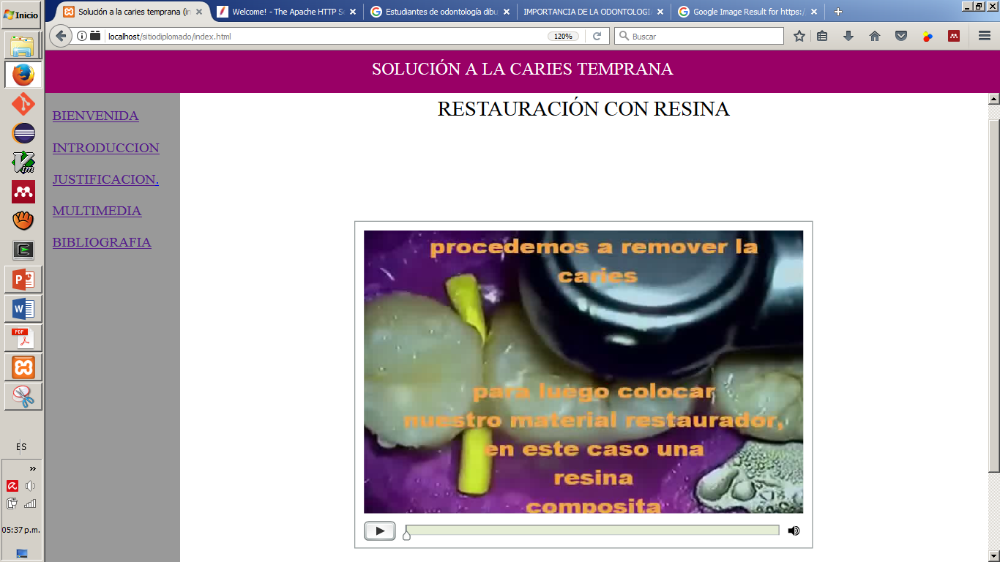 Inicio
Solución a la caries temprana (in
Welcome! - The Apache HTTP Se
Estudiantes de odontología dibu
IMPORTANCIA DE LA ODONTOLOGI
Google Image Result for https:/
localhost/sitiodiplomado/index.html
120%
Buscar
SOLUCIÓN A LA CARIES TEMPRANA
BIENVENIDA
INTRODUCCION
JUSTIFICACION.
MULTIMEDIA
BIBLIOGRAFIA
RESTAURACIÓN CON RESINA
procedemos a remover la
caries
para luego colocar
nuestro material restaurador,
en este caso una
resina
composita
ES
05:37 p.m.